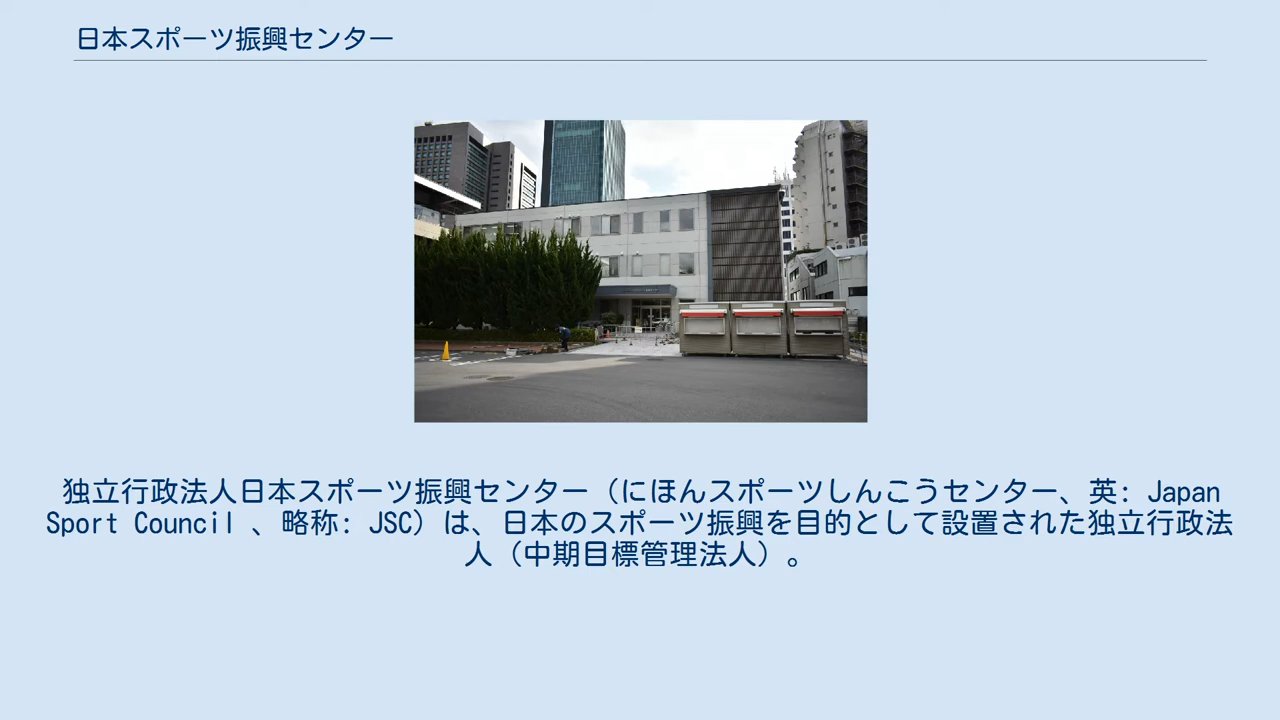 日本スポーツ振興センター
独立行政法人日本スポーツ振興センター（にほんスポーツしんこうセンター、英: Japan
Sport Council 、略称: JSC）は、日本のスポーツ振興を目的として設置された独立行政法
人（中期目標管理法人）。